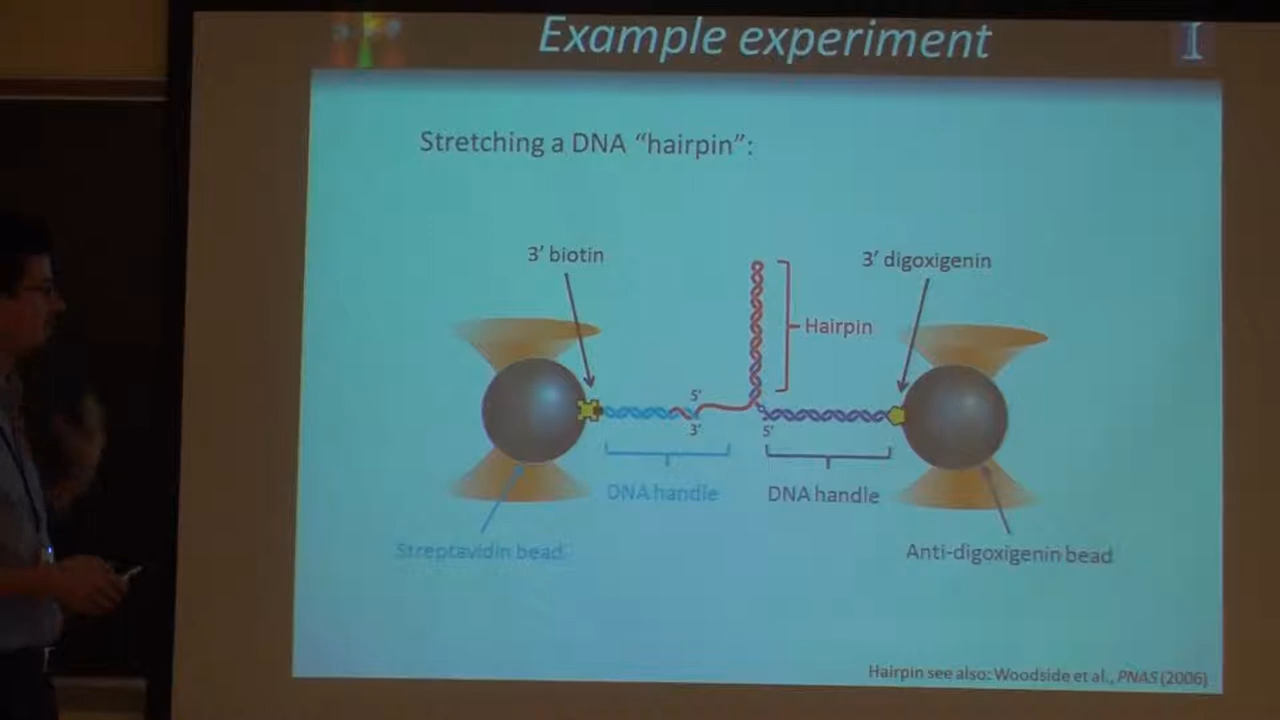 Example experiment
I
Stretching a DNA “hairpin”:
3’ biotin
3’ digoxigenin
Hairpin
5’
3’
5’
DNA handle
DNA handle
Streptavidin bead
Anti-digoxigenin bead
Hairpin see also: Woodside et al., PNAS (2006)